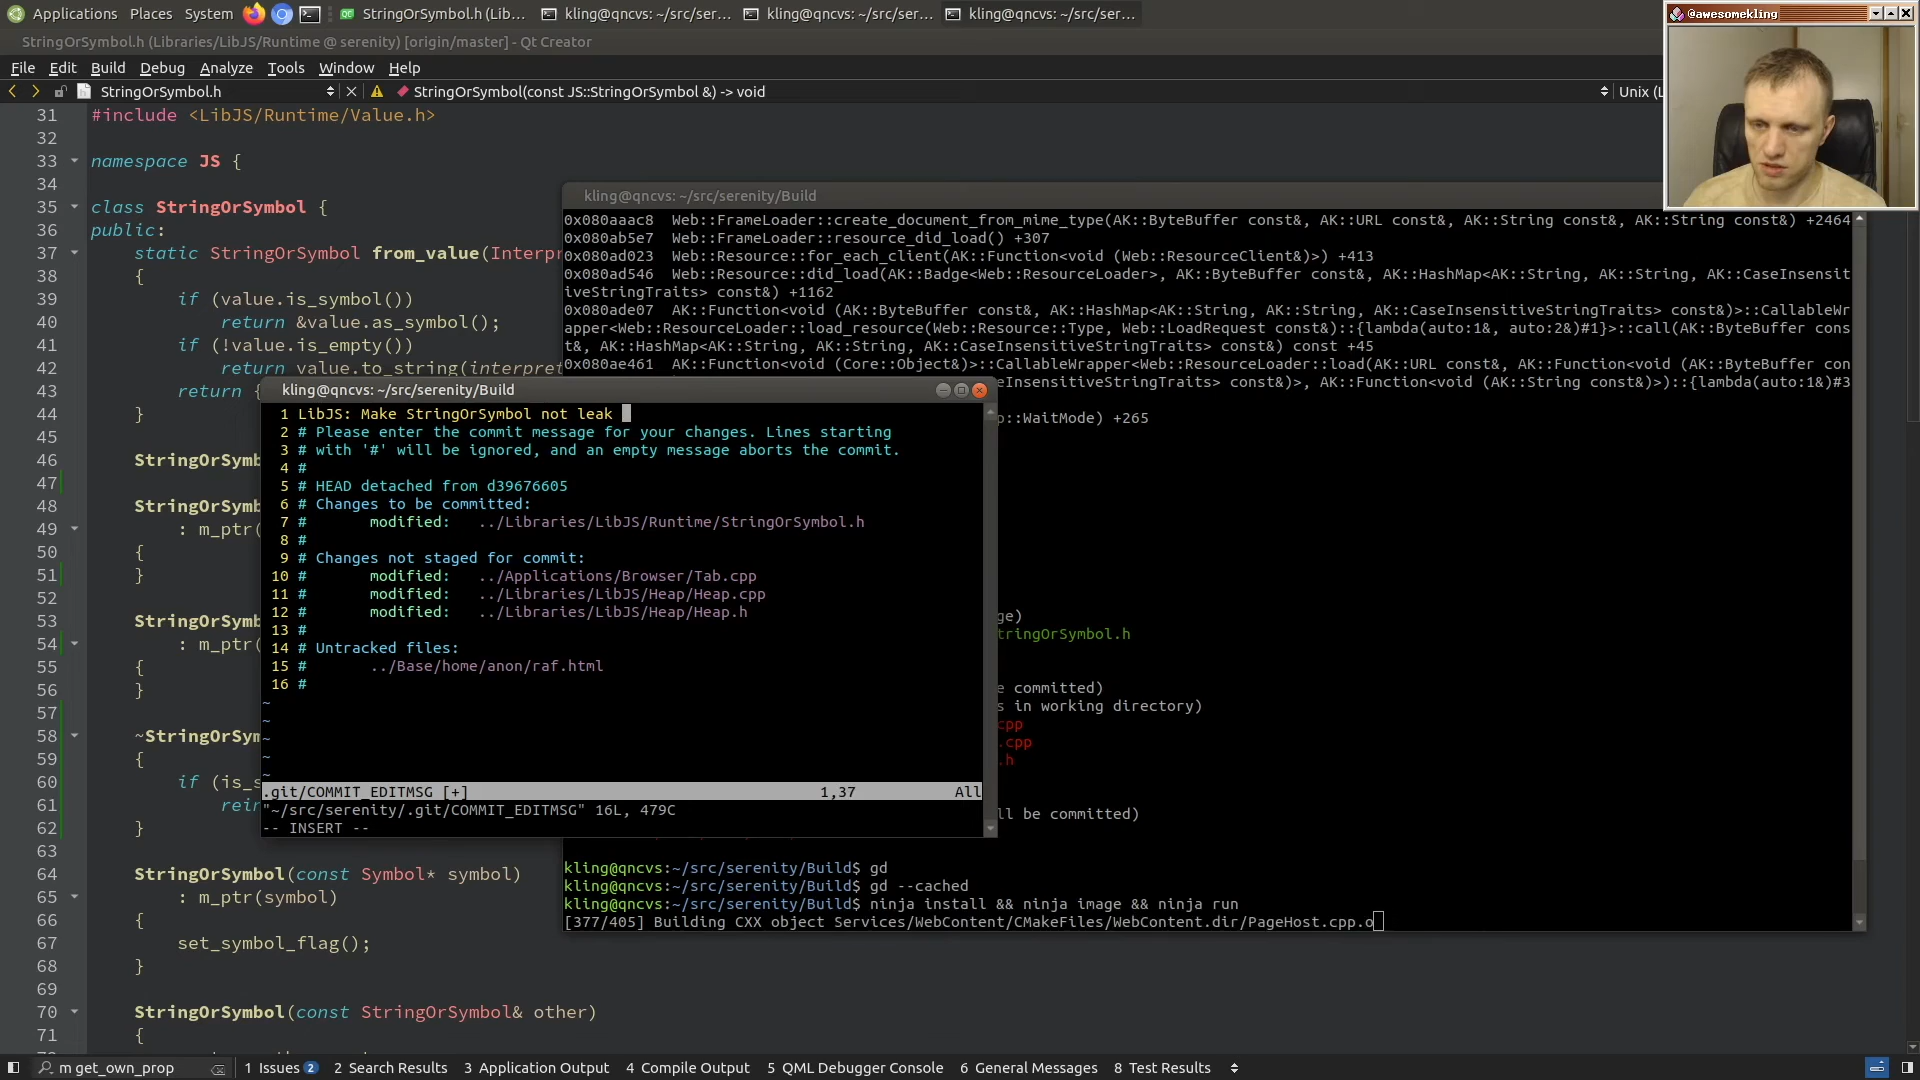 Applications Places System StringOrSymbol.h (Lib... kling@qncvs: ~/src/ser... kling@qncvs: ~/src/ser... kling@qncvs: ~/src/ser...
@awesomekling
StringOrSymbol.h (Libraries/LibJS/Runtime @ serenity) [origin/master] - Qt Creator
File Edit Build Debug Analyze Tools Window Help
StringOrSymbol.h StringOrSymbol(const JS::StringOrSymbol &) -> void Unix (L
31 #include <LibJS/Runtime/Value.h>
32
33 namespace JS {
34
35 class StringOrSymbol {
36 public:
37 static StringOrSymbol from_value(Interpr
38 {
39 if (value.is_symbol())
40 return &value.as_symbol();
41 if (!value.is_empty())
42 return value.to_string(interpret
43 return {
44 }
45
46 StringOrSymb
47
48 StringOrSymb
49 : m_ptr(
50 {
51 }
52
53 StringOrSymb
54 : m_ptr(
55 {
56 }
57
58 ~StringOrSym
59 {
60 if (is_s
61 rein
62 }
63
64 StringOrSymbol(const Symbol* symbol)
65 : m_ptr(symbol)
66 {
67 set_symbol_flag();
68 }
69
70 StringOrSymbol(const StringOrSymbol& other)
71 {
kling@qncvs: ~/src/serenity/Build
0x080aaac8 Web::FrameLoader::create_document_from_mime_type(AK::ByteBuffer const&, AK::URL const&, AK::String const&, AK::String const&) +2464
0x080ab5e7 Web::FrameLoader::resource_did_load() +307
0x080ad023 Web::Resource::for_each_client(AK::Function<void (Web::ResourceClient&)>) +413
0x080ad546 Web::Resource::did_load(AK::Badge<Web::ResourceLoader>, AK::ByteBuffer const&, AK::HashMap<AK::String, AK::String, AK::CaseInsensit
iveStringTraits> const&) +1162
0x080ade07 AK::Function<void (AK::ByteBuffer const&, AK::HashMap<AK::String, AK::String, AK::CaseInsensitiveStringTraits> const&)>::CallableWr
apper<Web::ResourceLoader::load_resource(Web::Resource::Type, Web::LoadRequest const&)::{lambda(auto:1&, auto:2&)#1}>::call(AK::ByteBuffer cons
t&, AK::HashMap<AK::String, AK::String, AK::CaseInsensitiveStringTraits> const&) const +45
0x080ae461 AK::Function<void (Core::Object&)>::CallableWrapper<Web::ResourceLoader::load(AK::URL const&, AK::Function<void (AK::ByteBuffer
eInsensitiveStringTraits> const&)>, AK::Function<void (AK::String const&)>)::{lambda(auto:1&)#3
p::WaitMode) +265
ge)
tringOrSymbol.h
e committed)
s in working directory)
cpp
.cpp
.h
ll be committed)
kling@qncvs:~/src/serenity/Build$ gd
kling@qncvs:~/src/serenity/Build$ gd --cached
kling@qncvs:~/src/serenity/Build$ ninja install && ninja image && ninja run
[377/405] Building CXX object Services/WebContent/CMakeFiles/WebContent.dir/PageHost.cpp.o
kling@qncvs: ~/src/serenity/Build
1 LibJS: Make StringOrSymbol not leak
2 # Please enter the commit message for your changes. Lines starting
3 # with '#' will be ignored, and an empty message aborts the commit.
4 #
5 # HEAD detached from d39676605
6 # Changes to be committed:
7 # modified: ../Libraries/LibJS/Runtime/StringOrSymbol.h
8 #
9 # Changes not staged for commit:
10 # modified: ../Applications/Browser/Tab.cpp
11 # modified: ../Libraries/LibJS/Heap/Heap.cpp
12 # modified: ../Libraries/LibJS/Heap/Heap.h
13 #
14 # Untracked files:
15 # ../Base/home/anon/raf.html
16 #
~
~
~
~
~
.git/COMMIT_EDITMSG [+] 1,37 All
"~/src/serenity/.git/COMMIT_EDITMSG" 16L, 479C
-- INSERT --
m get_own_prop 1 Issues 2 2 Search Results 3 Application Output 4 Compile Output 5 QML Debugger Console 6 General Messages 8 Test Results